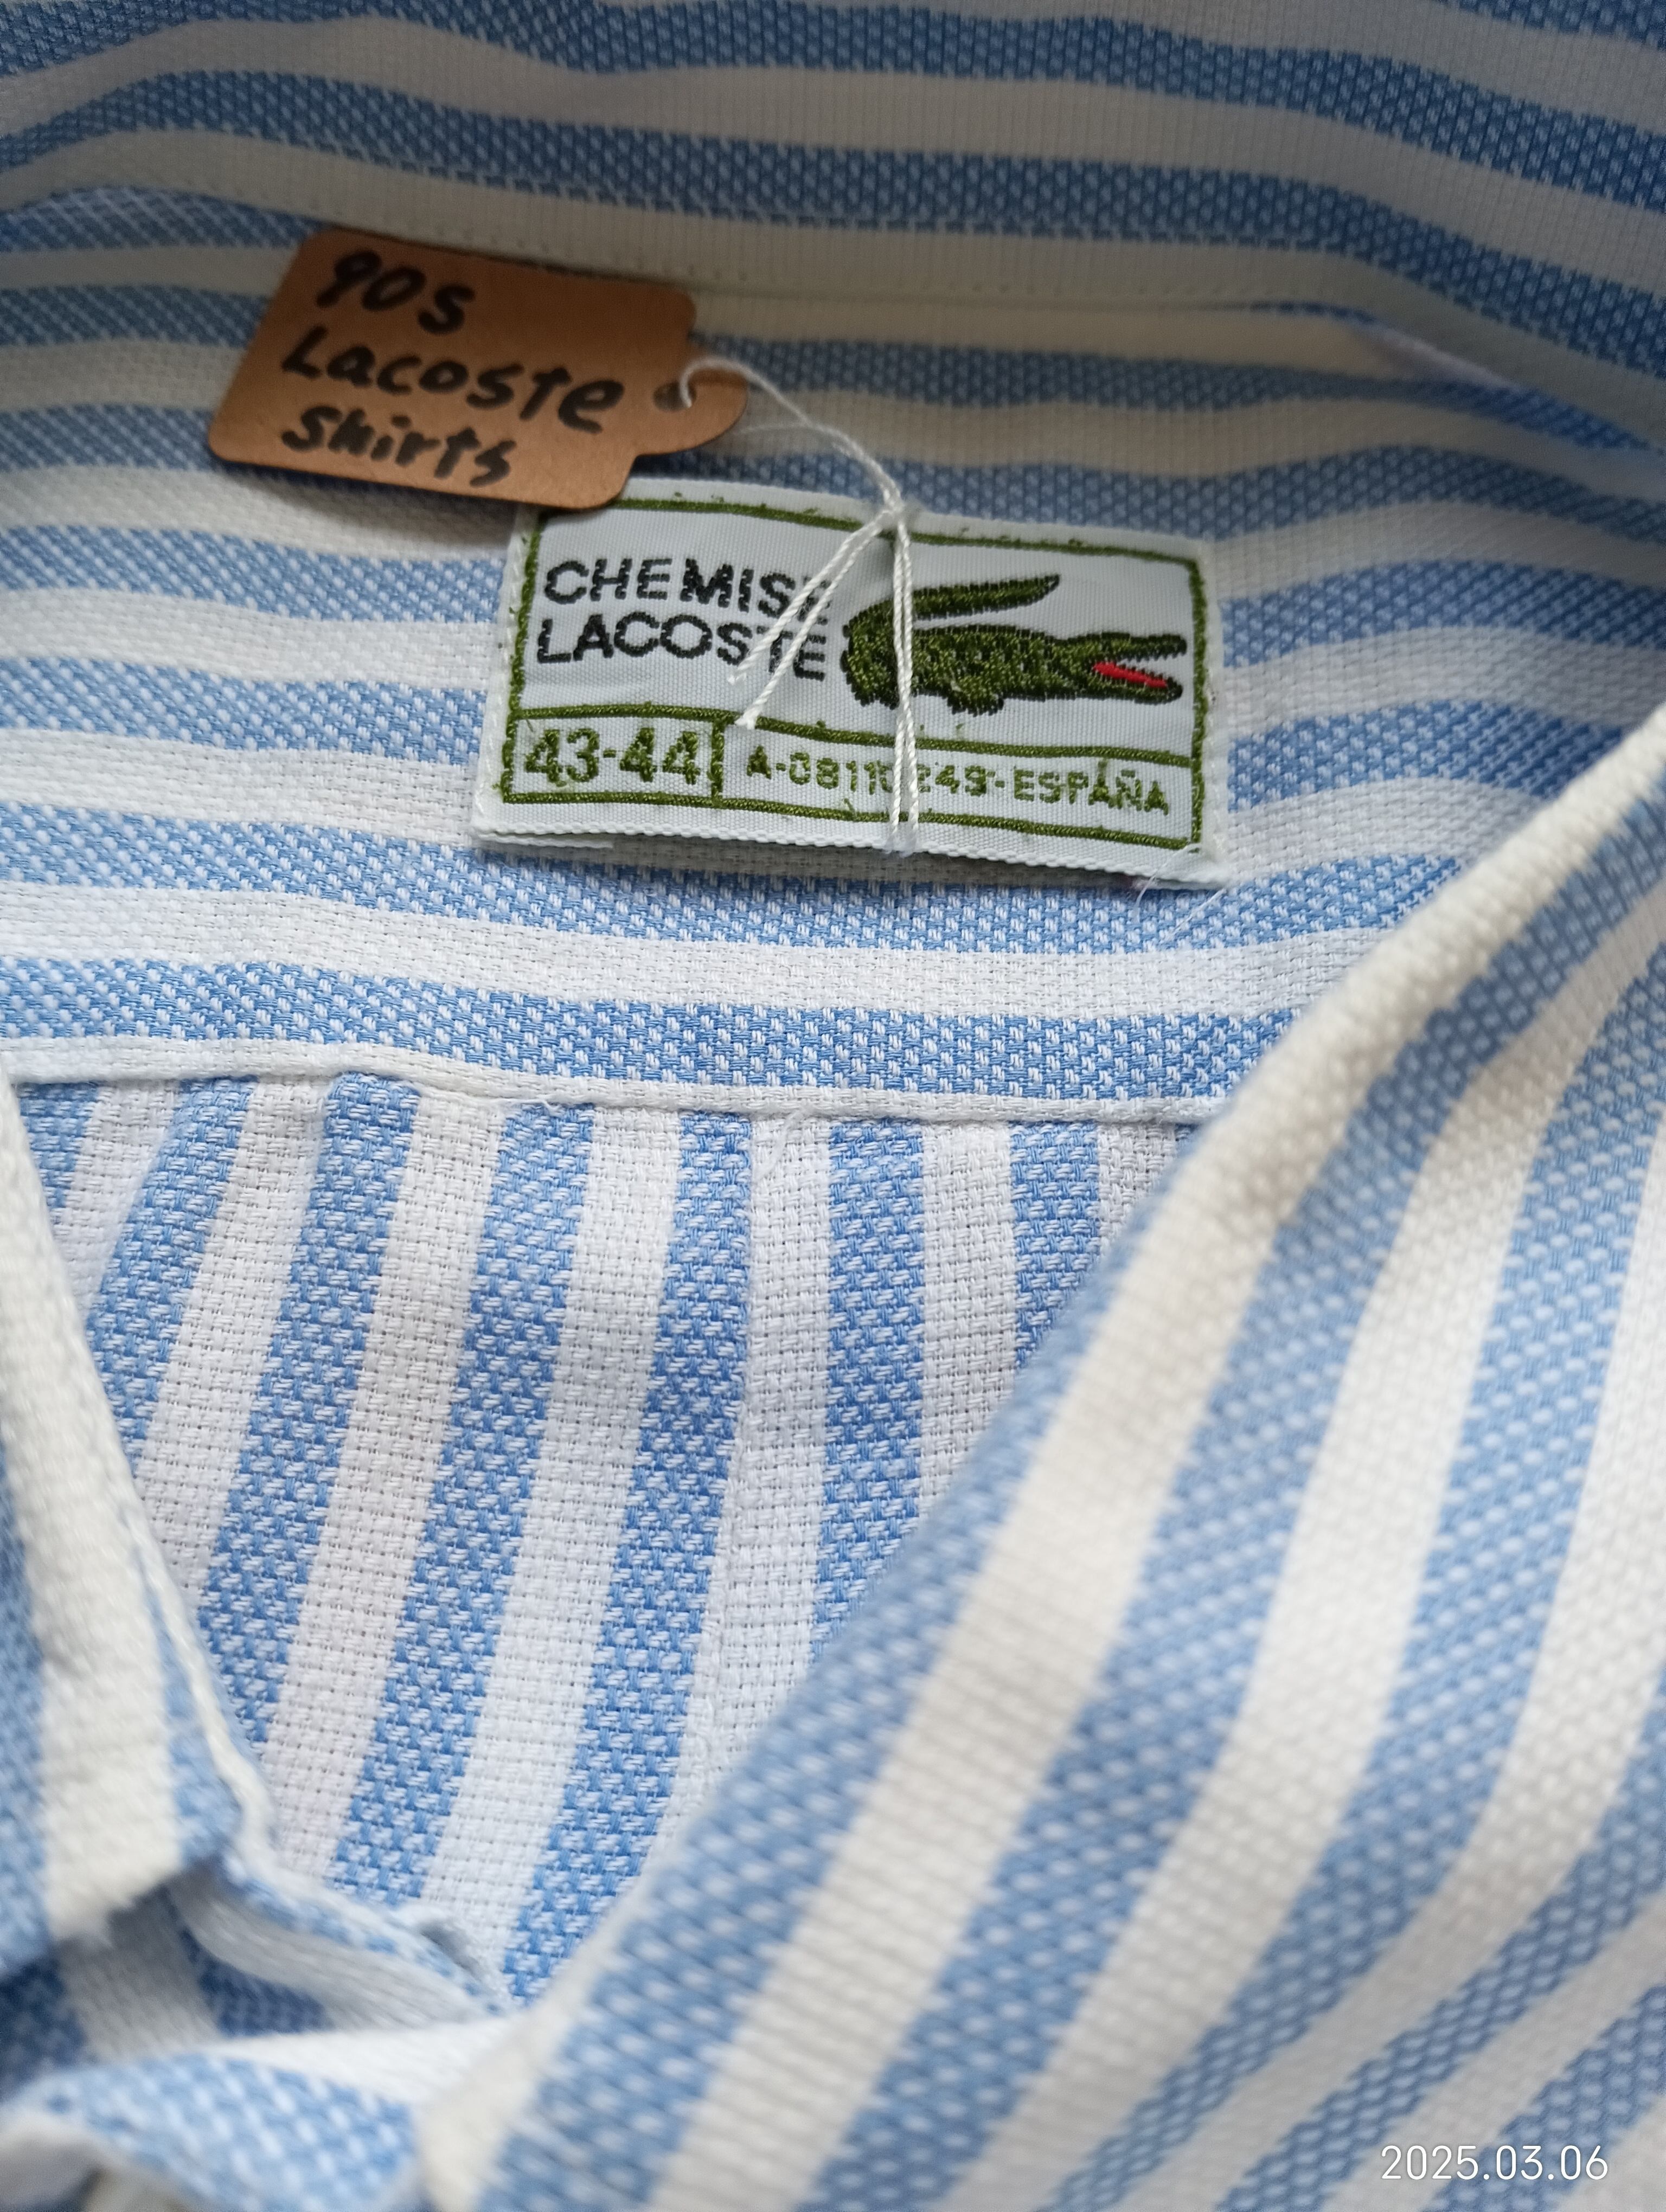 90s
Lacoste
Shirts
CHEMISE
LACOSTE
43-44
ESPAÑA
2025.03.06